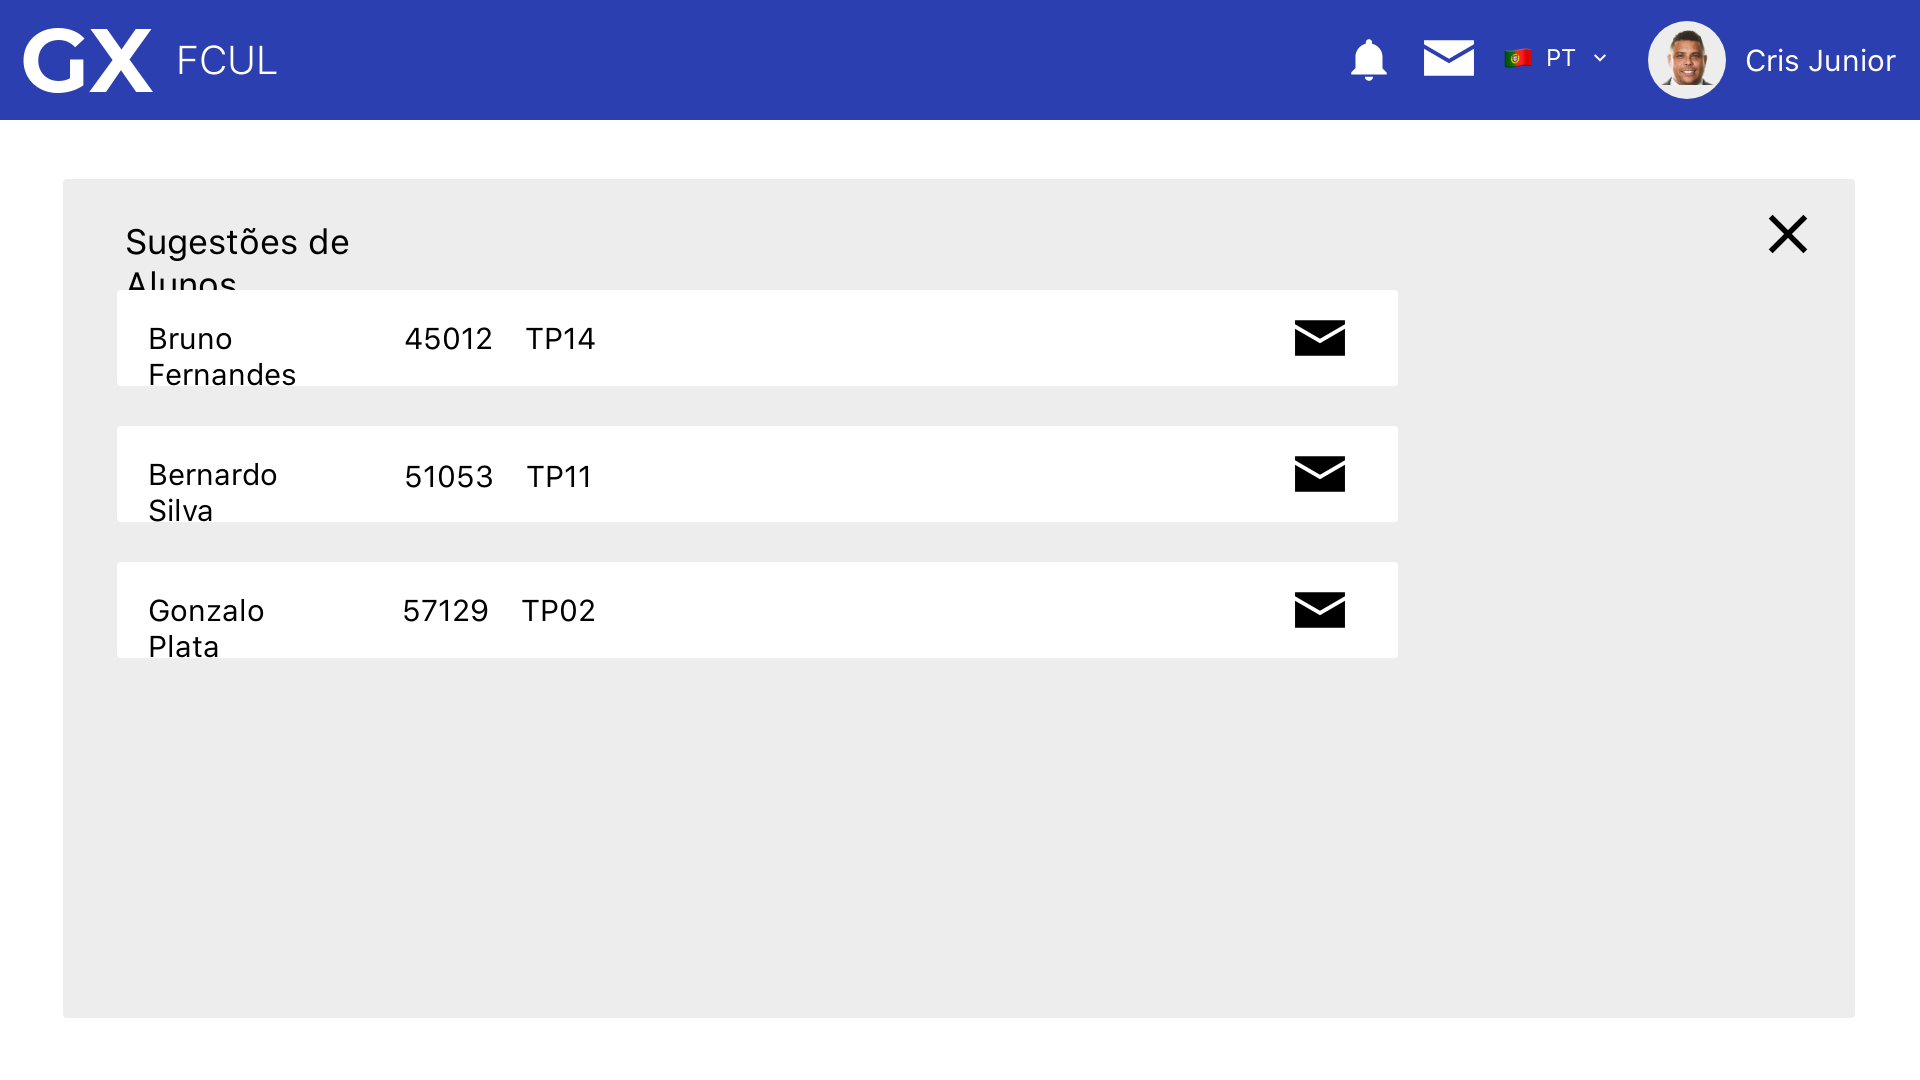 GX FCUL PT Cris Junior
Sugestões de
Alunos
Bruno 45012 TP14
Fernandes
Bernardo 51053 TP11
Silva
Gonzalo 57129 TP02
Plata